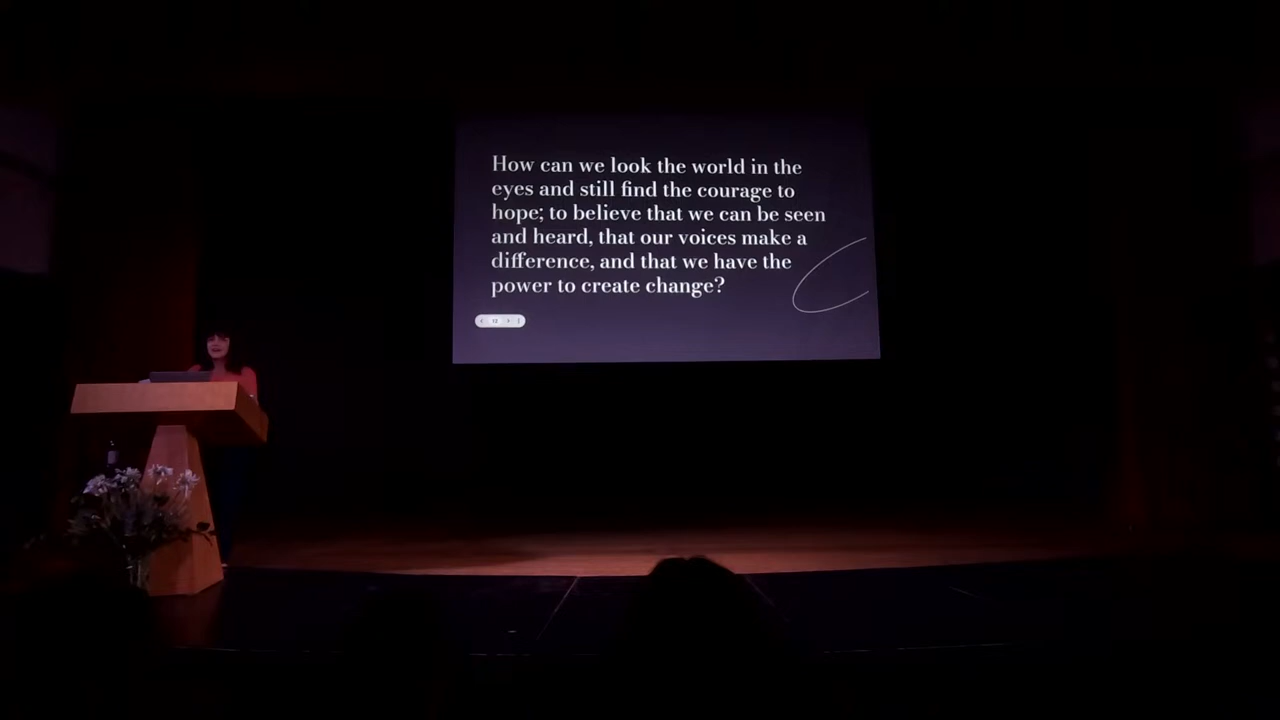 How can we look the world in the
eyes and still find the courage to
hope; to believe that we can be seen
and heard, that our voices make a
difference, and that we have the
power to create change?
12